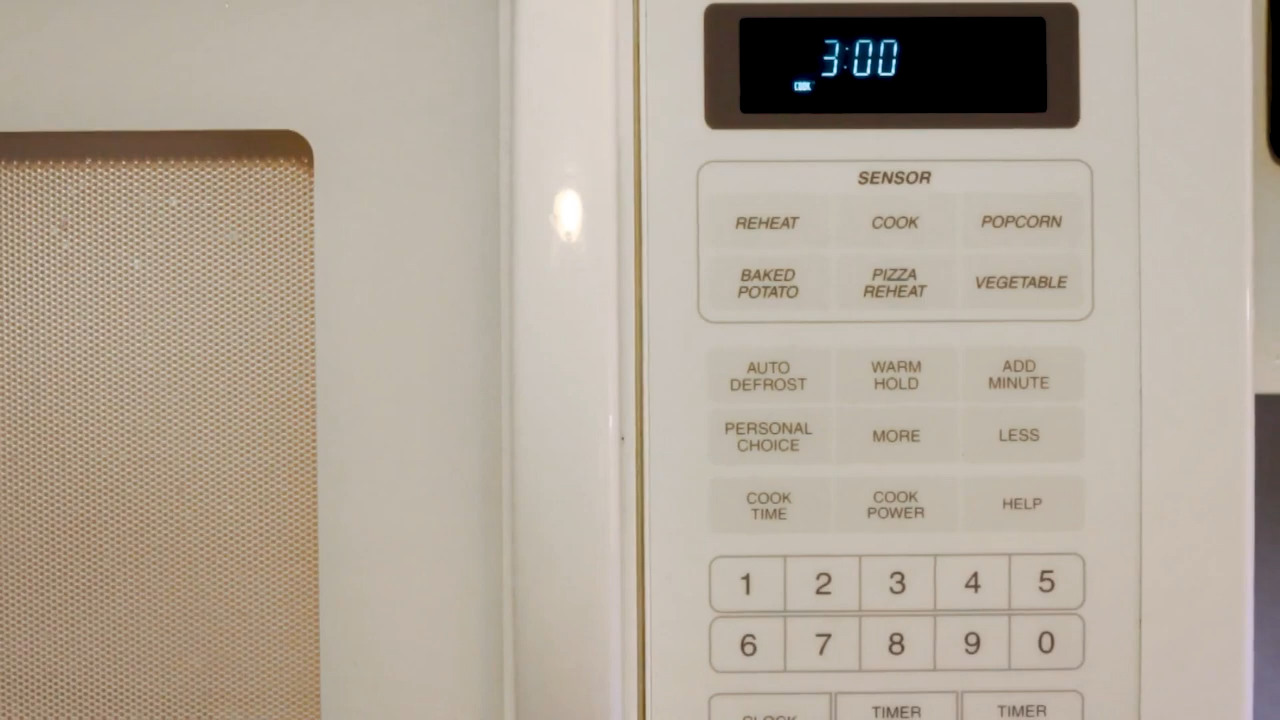 3:00
COOK
SENSOR
REHEAT COOK POPCORN
BAKED POTATO PIZZA REHEAT VEGETABLE
AUTO DEFROST WARM HOLD ADD MINUTE
PERSONAL CHOICE MORE LESS
COOK TIME COOK POWER HELP
1 2 3 4 5
6 7 8 9 0
CLOCK TIMER TIMER